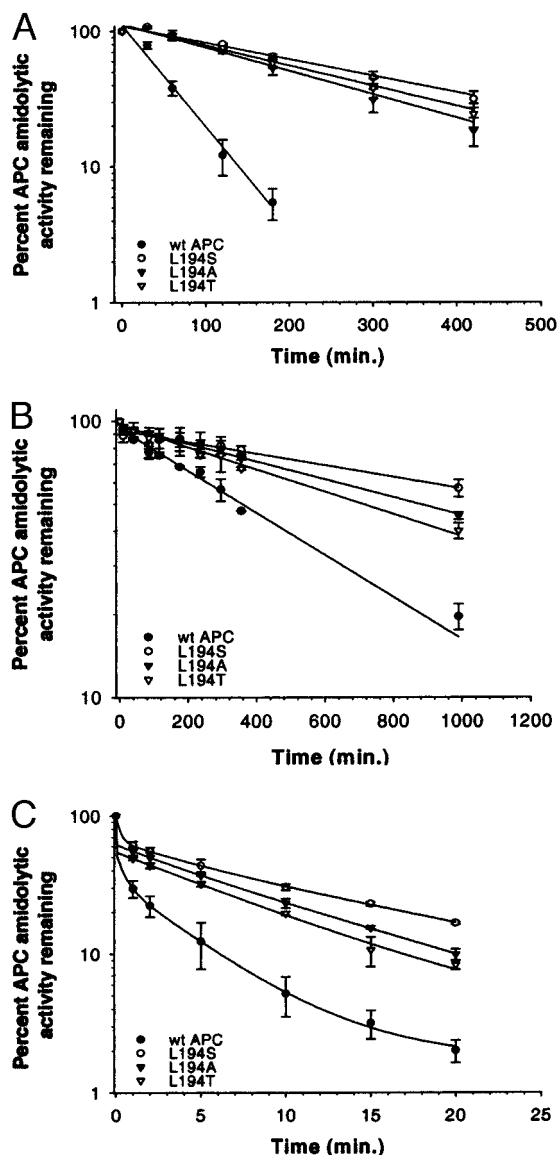 A
Percent APC amidolytic
activity remaining
100
10
1
wt APC
L194S
L194A
L194T
0 100 200 300 400 500
Time (min.)
B
Percent APC amidolytic
activity remaining
100
10
wt APC
L194S
L194A
L194T
0 200 400 600 800 1000 1200
Time (min.)
C
Percent APC amidolytic
activity remaining
100
10
1
wt APC
L194S
L194A
L194T
0 5 10 15 20 25
Time (min.)